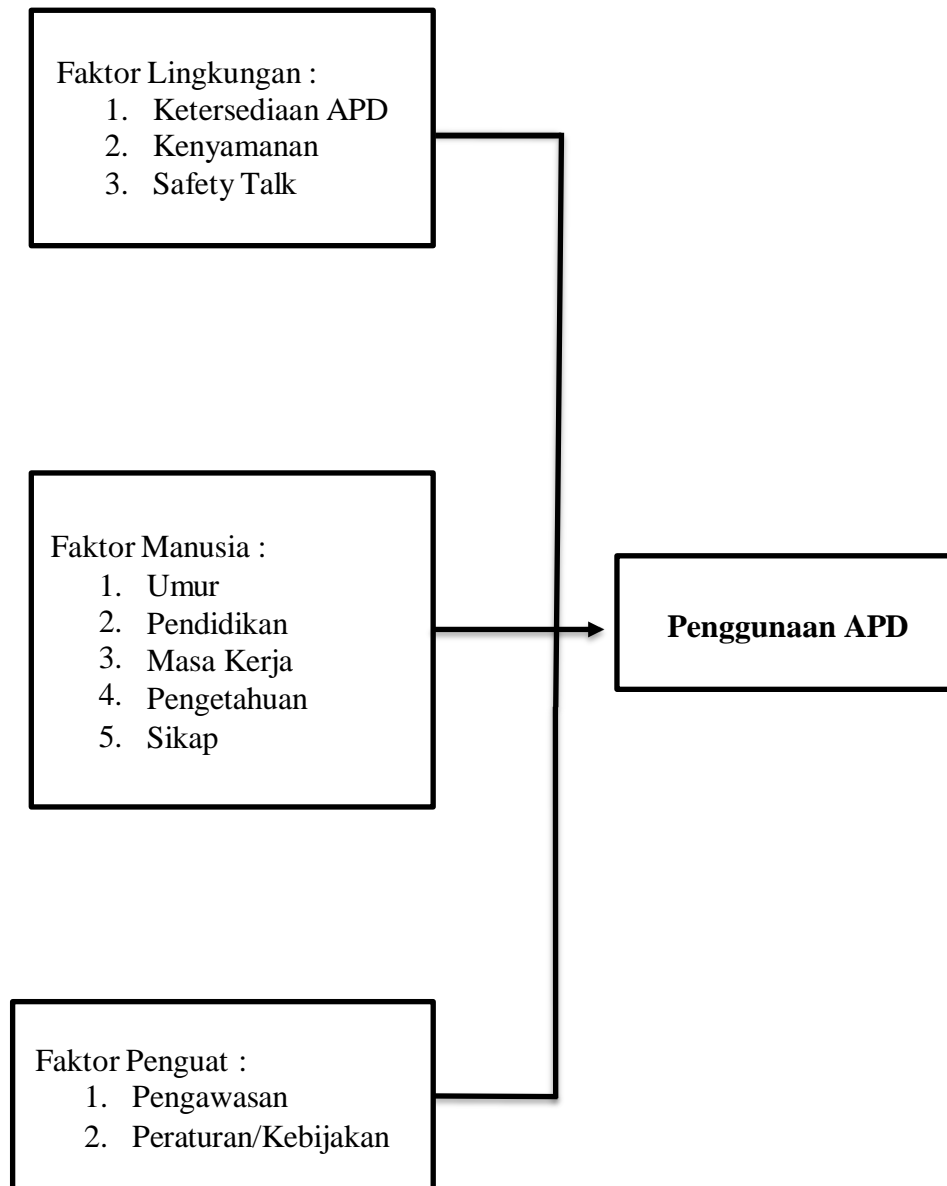 Faktor Lingkungan :
1. Ketersediaan APD
2. Kenyamanan
3. Safety Talk
Faktor Manusia :
1. Umur
2. Pendidikan
3. Masa Kerja
4. Pengetahuan
5. Sikap
Penggunaan APD
Faktor Penguat :
1. Pengawasan
2. Peraturan/Kebijakan